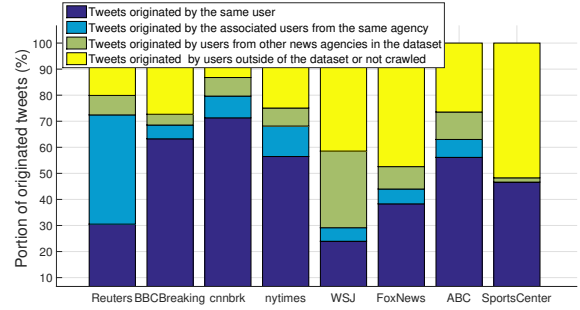 Tweets originated by the same user
Tweets originated by the associated users from the same agency
Tweets originated by users from other news agencies in the dataset
Tweets originated  by users outside of the dataset or not crawled
Portion of originated tweets (%)
100
90
80
70
60
50
40
30
20
10
Reuters BBCBreaking cnnbrk nytimes WSJ FoxNews ABC SportsCenter